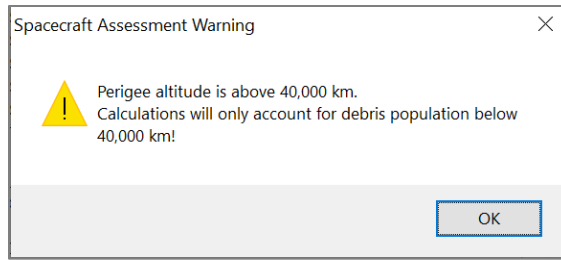 Spacecraft Assessment Warning
Perigee altitude is above 40,000 km.
Calculations will only account for debris population below
40,000 km!
OK